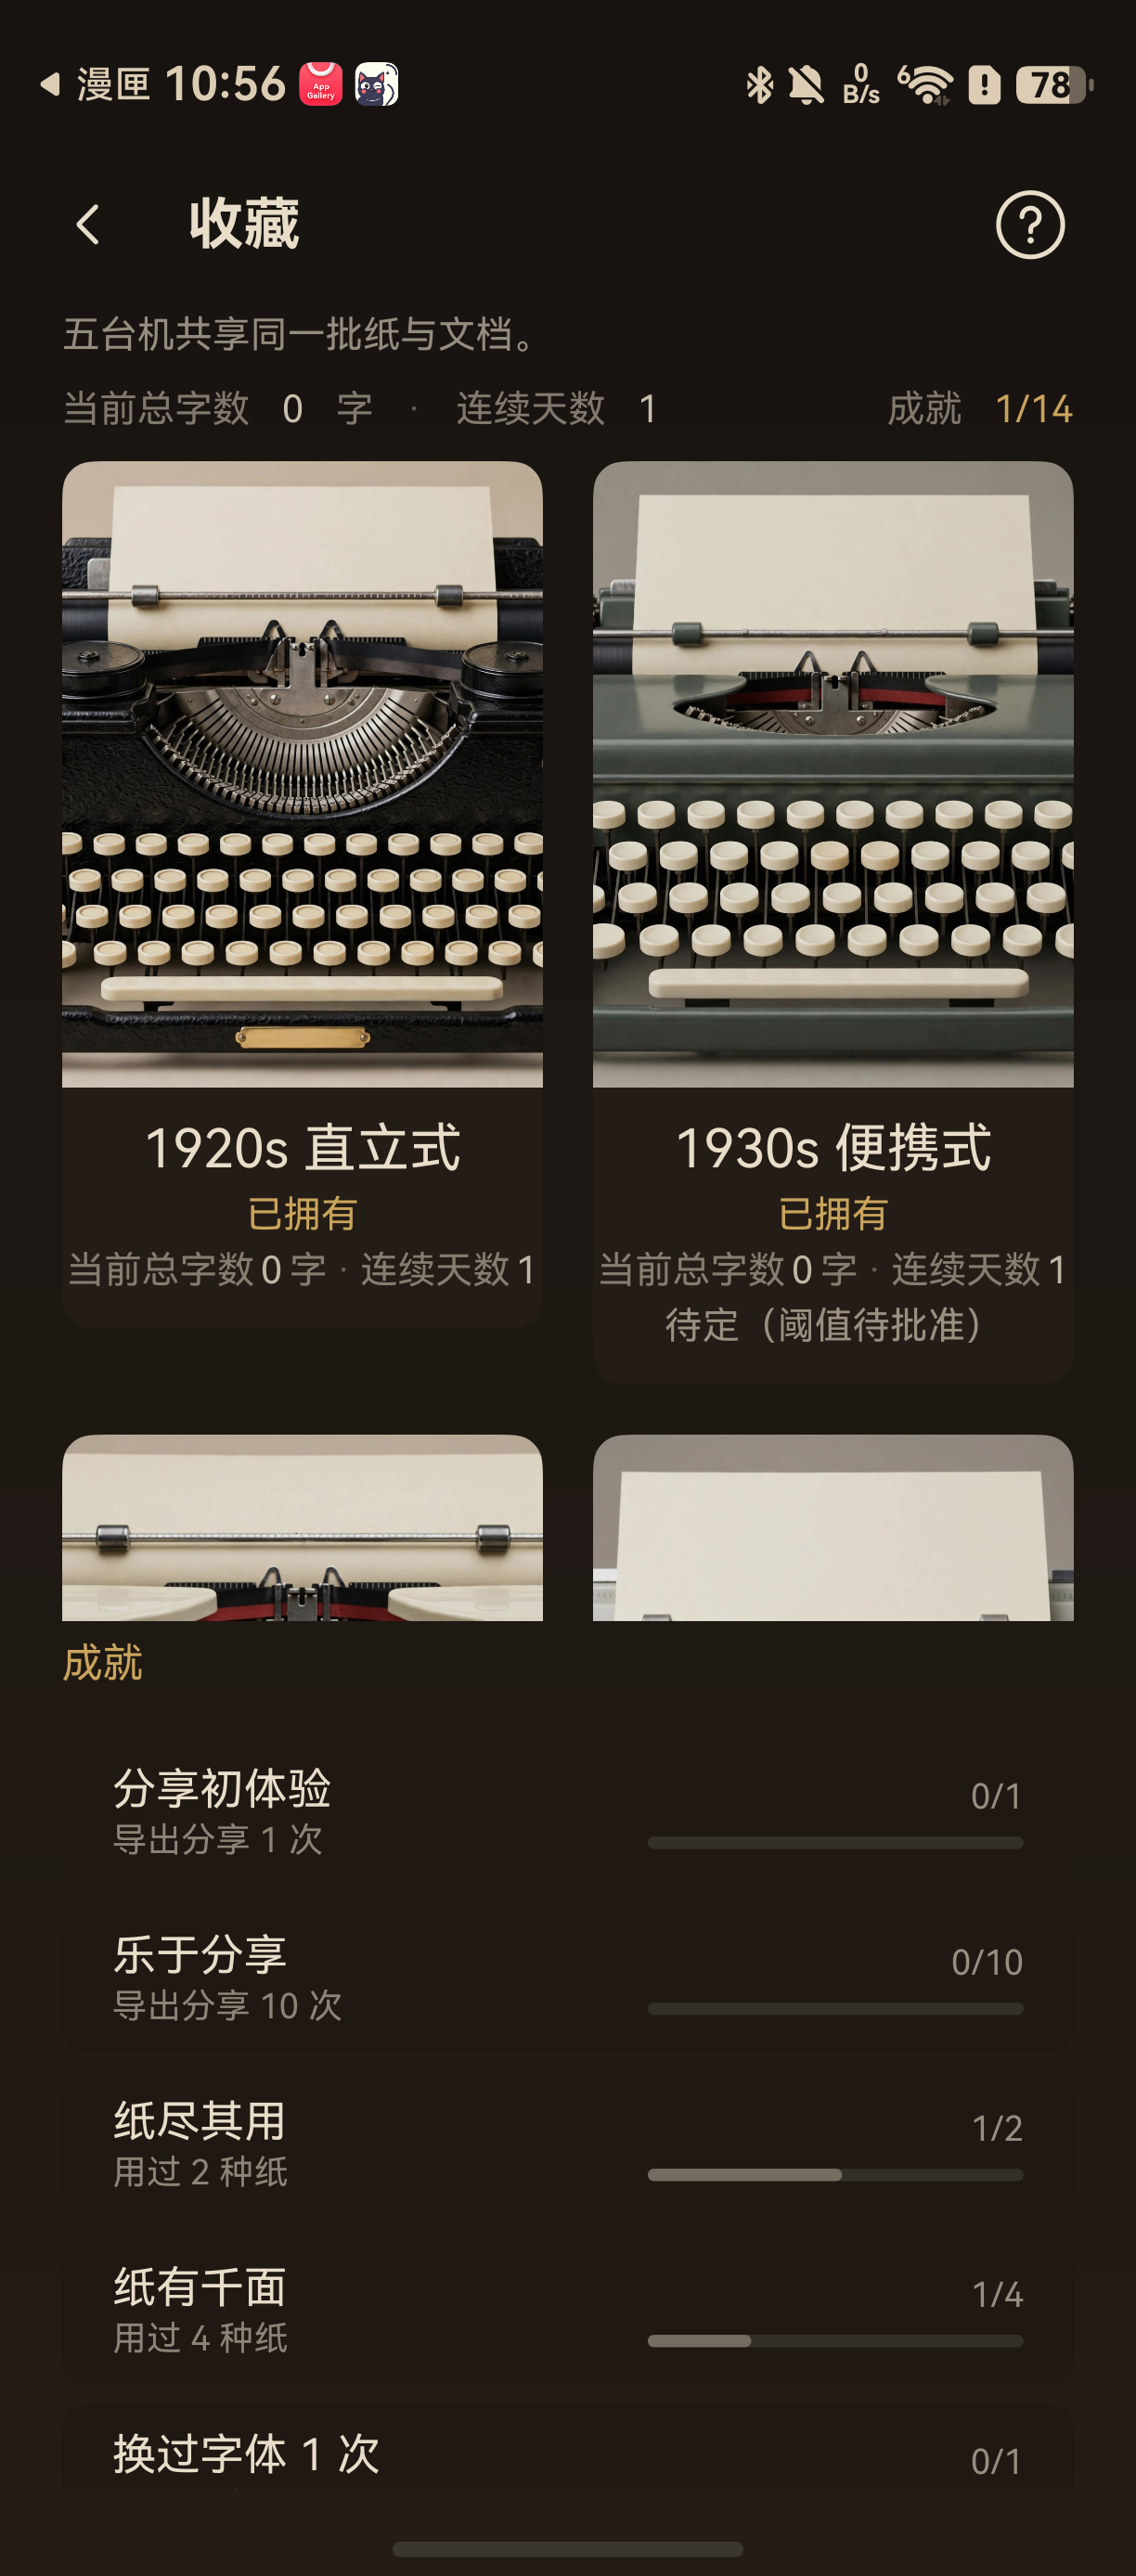 漫匣 10:56 App Gallery 0 B/s 6 78
收藏
五台机共享同一批纸与文档。
当前总字数 0 字 · 连续天数 1 成就 1/14
1920s 直立式
已拥有
当前总字数 0 字 · 连续天数 1
1930s 便携式
已拥有
当前总字数 0 字 · 连续天数 1
待定（阈值待批准）
成就
分享初体验 0/1
导出分享 1 次
乐于分享 0/10
导出分享 10 次
纸尽其用 1/2
用过 2 种纸
纸有千面 1/4
用过 4 种纸
换过字体 1 次 0/1